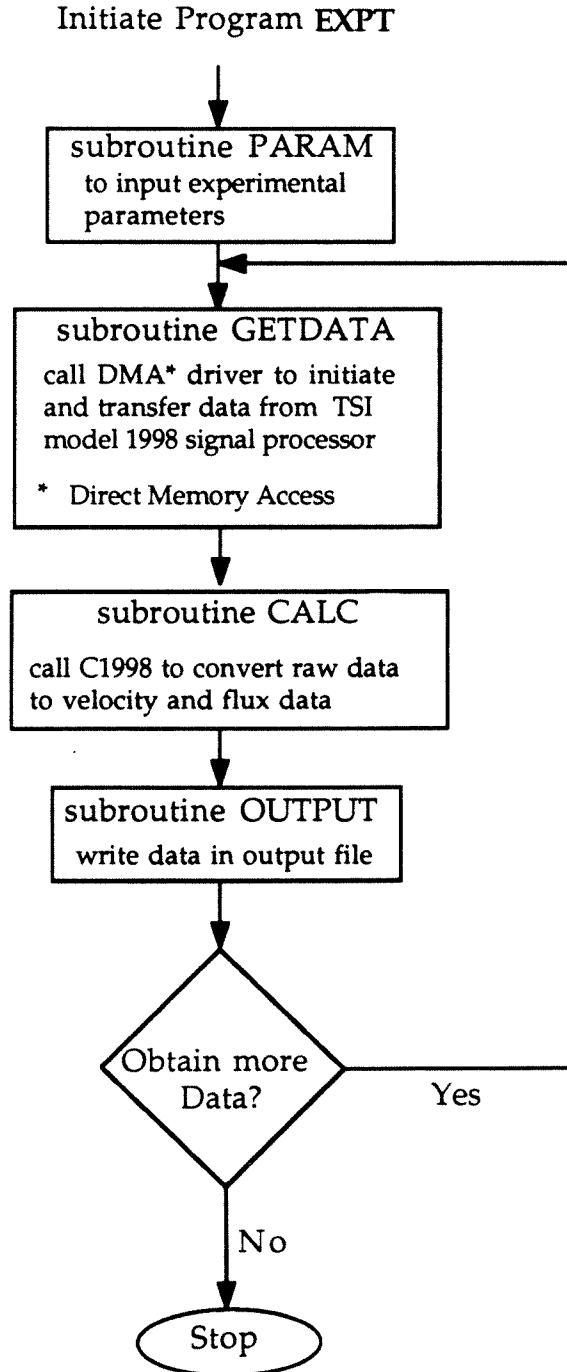 Initiate Program EXPT
subroutine PARAM
to input experimental
parameters
subroutine GETDATA
call DMA* driver to initiate
and transfer data from TSI
model 1998 signal processor
* Direct Memory Access
subroutine CALC
call C1998 to convert raw data
to velocity and flux data
subroutine OUTPUT
write data in output file
Obtain more
Data?
Yes
No
Stop